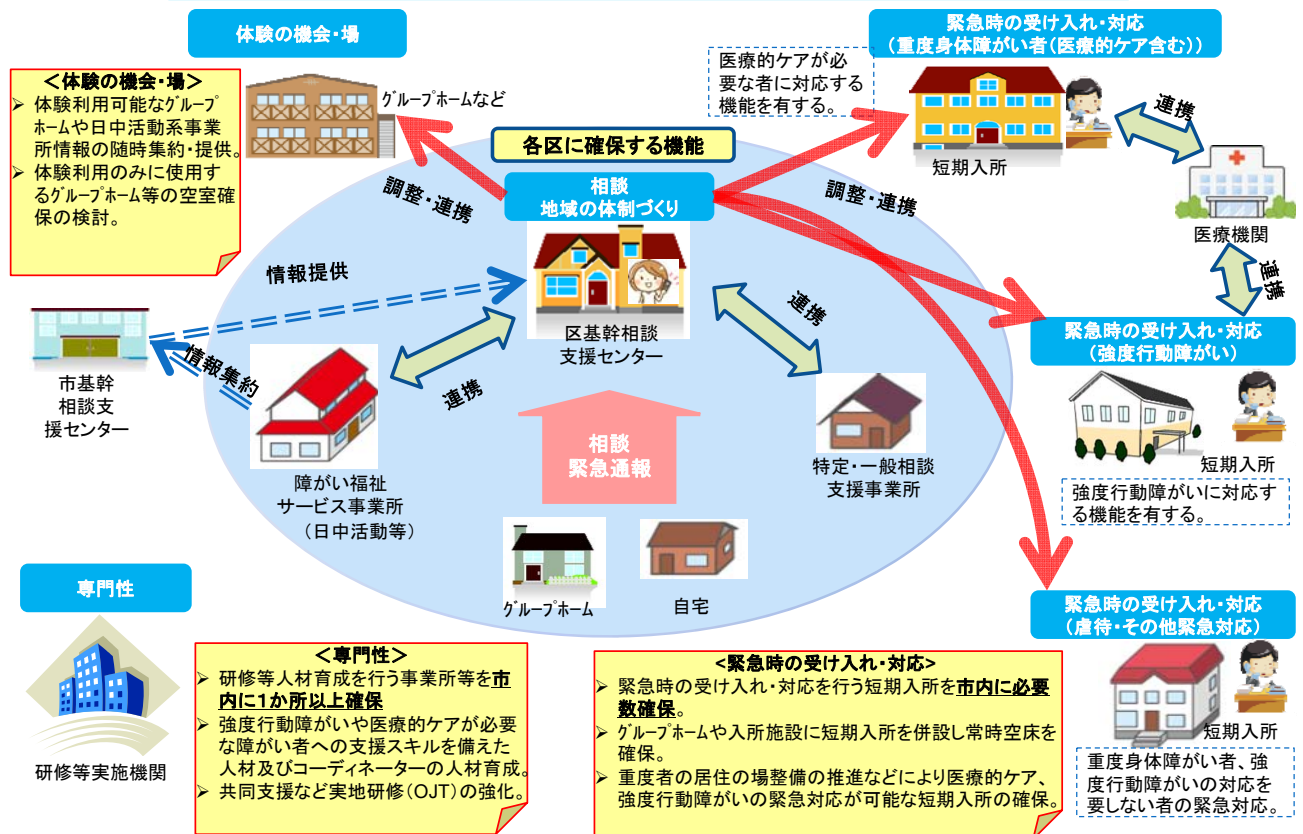 体験の機会・場
緊急時の受け入れ・対応
(重度身体障がい者(医療的ケア含む))
<体験の機会・場>
➢ 体験利用可能なグループ
ホームや日中活動系事業
所情報の随時集約・提供。
➢ 体験利用のみに使用す
るグループホーム等の空室確
保の検討。
グループホームなど
医療的ケアが必
要な者に対応する
機能を有する。
短期入所
連携
医療機関
連携
各区に確保する機能
相談
地域の体制づくり
調整・連携
調整・連携
情報提供
区基幹相談
支援センター
連携
連携
情報集約
市基幹
相談支
援センター
障がい福祉
サービス事業所
(日中活動等)
相談
緊急通報
特定・一般相談
支援事業所
グループホーム
自宅
緊急時の受け入れ・対応
(強度行動障がい)
短期入所
強度行動障がいに対応す
る機能を有する。
緊急時の受け入れ・対応
(虐待・その他緊急対応)
短期入所
重度身体障がい者、強
度行動障がいの対応を
要しない者の緊急対応。
専門性
研修等実施機関
<専門性>
➢ 研修等人材育成を行う事業所等を市
内に1か所以上確保
➢ 強度行動障がいや医療的ケアが必要
な障がい者への支援スキルを備えた
人材及びコーディネーターの人材育成。
➢ 共同支援など実地研修(OJT)の強化。
<緊急時の受け入れ・対応>
➢ 緊急時の受け入れ・対応を行う短期入所を市内に必要
数確保。
➢ グループホームや入所施設に短期入所を併設し常時空床を
確保。
➢ 重度者の居住の場整備の推進などにより医療的ケア、
強度行動障がいの緊急対応が可能な短期入所の確保。